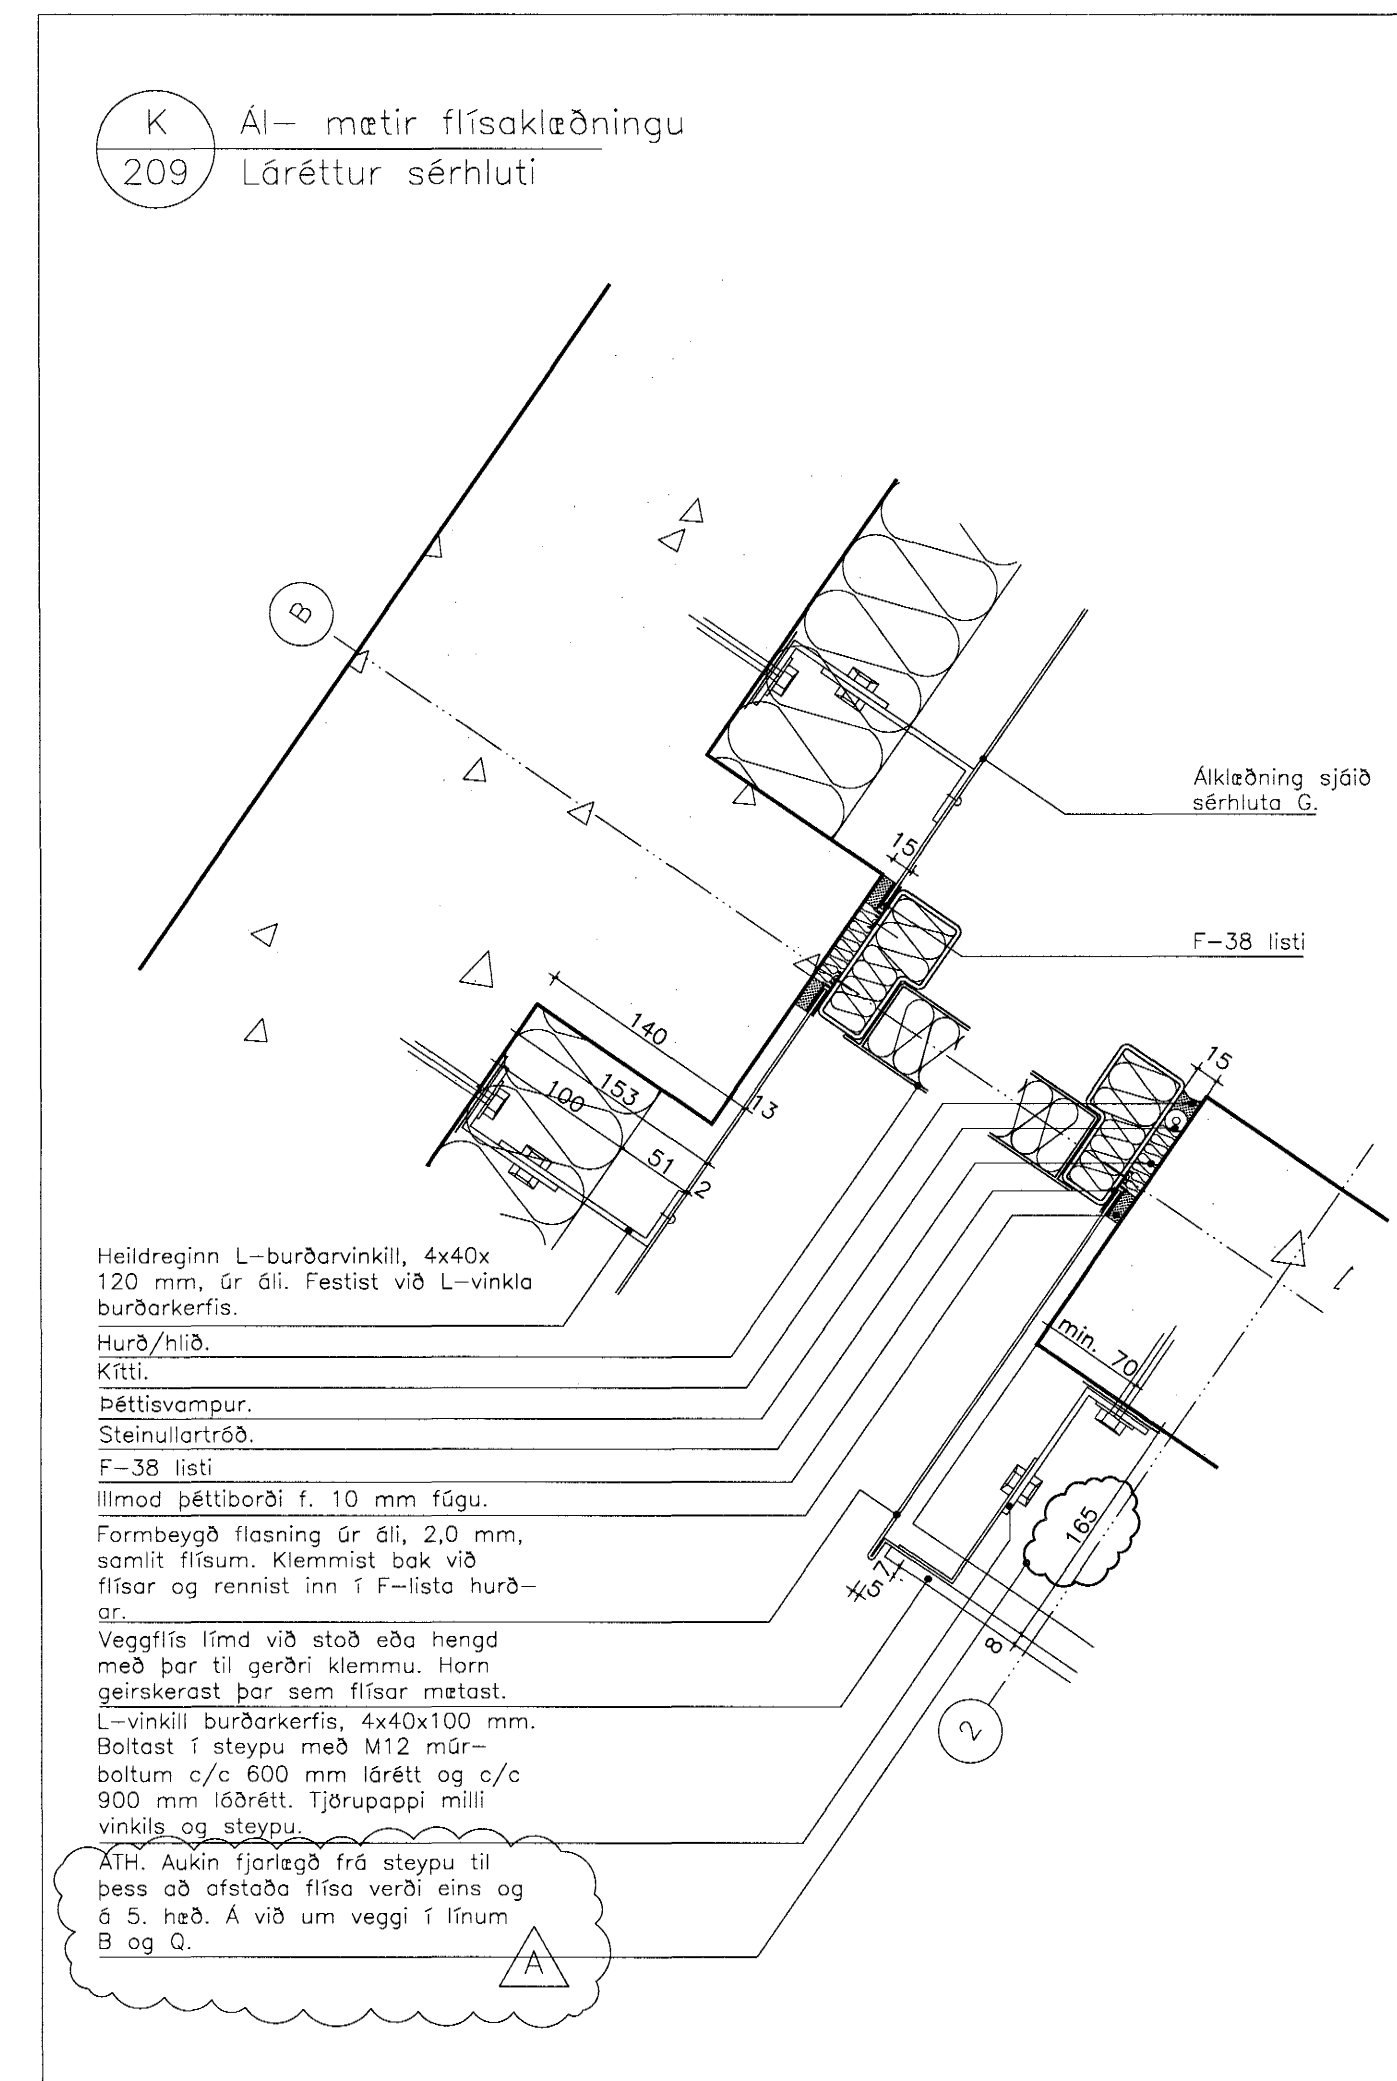 K
209
Ál- mætir flísaklæðningu
Láréttur sérhluti
B
Álklæðning sjáið
sérhluta G.
15
F-38 listi
140
153
100
13
51
2
15
min. 70
165
7
5
8
2
1
Heildreginn L-burðarvinkill, 4x40x
120 mm, úr áli. Festist við L-vinkla
burðarkerfis.
Hurð/hlið.
Kítti.
Þéttisvampur.
Steinullartróð.
F-38 listi
Illmod þéttiborði f. 10 mm fúgu.
Formbeygð flasning úr áli, 2,0 mm,
samlit flísum. Klemmist bak við
flísar og rennist inn í F-lista hurð-
ar.
Veggflís límd við stoð eða hengd
með þar til gerðri klemmu. Horn
geirskerast þar sem flísar mætast.
L-vinkill burðarkerfis, 4x40x100 mm.
Boltast í steypu með M12 múr-
boltum c/c 600 mm lárétt og c/c
900 mm lóðrétt. Tjörupappi milli
vinkils og steypu.
ATH. Aukin fjarlægð frá steypu til
þess að afstaða flísa verði eins og
á 5. hæð. Á við um veggi í línum
B og Q.
A